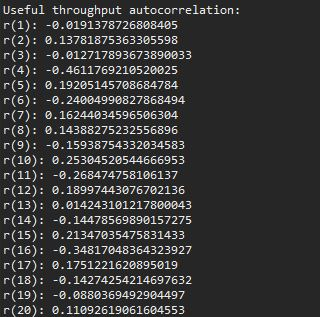 Useful throughput autocorrelation:
r(1): -0.0191378726808405
r(2): 0.13781875363305598
r(3): -0.012717893673890033
r(4): -0.4611769210520025
r(5): 0.19205145708684784
r(6): -0.24004990827868494
r(7): 0.16244034596506304
r(8): 0.14388275232556896
r(9): -0.15938754332034583
r(10): 0.25304520544666953
r(11): -0.268474758106137
r(12): 0.18997443076702136
r(13): 0.014243101217800043
r(14): -0.14478569890157275
r(15): 0.21347035475831433
r(16): -0.34817048364323927
r(17): 0.1751221620895019
r(18): -0.14274254214697632
r(19): -0.0880369492904497
r(20): 0.11092619061604553